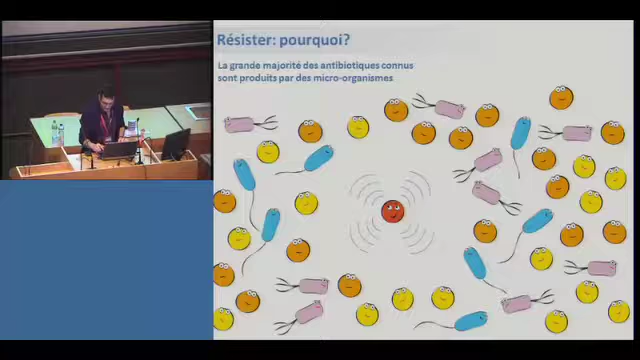 Résister: pourquoi?
La grande majorité des antibiotiques connus
sont produits par des micro-organismes